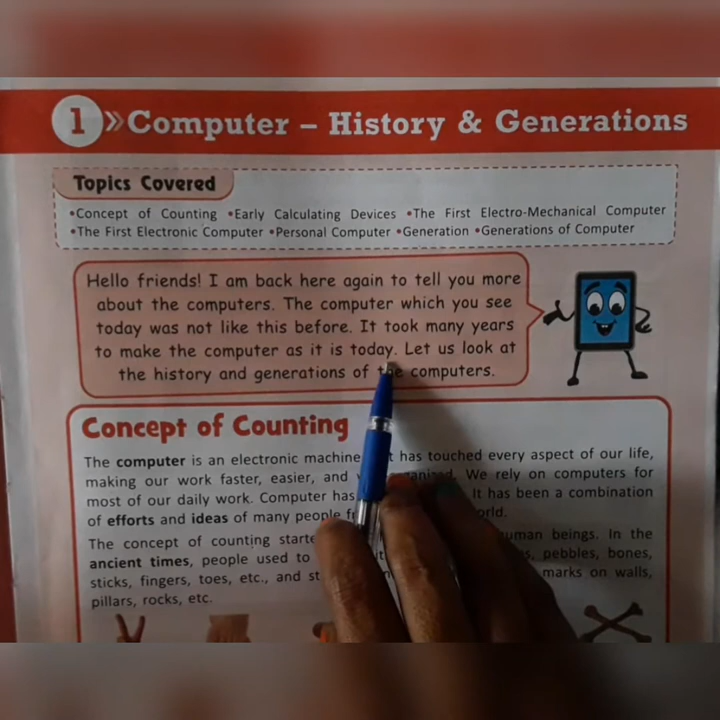 1 » Computer – History & Generations
Topics Covered
•Concept of Counting •Early Calculating Devices •The First Electro-Mechanical Computer
•The First Electronic Computer •Personal Computer •Generation •Generations of Computer
Hello friends! I am back here again to tell you more
about the computers. The computer which you see
today was not like this before. It took many years
to make the computer as it is today. Let us look at
the history and generations of the computers.
Concept of Counting
The computer is an electronic machine. It has touched every aspect of our life,
making our work faster, easier, and We rely on computers for
most of our daily work. Computer has It has been a combination
of efforts and ideas of many people
The concept of counting human beings. In the
ancient times, people used to pebbles, bones,
sticks, fingers, toes, etc., and marks on walls,
pillars, rocks, etc.